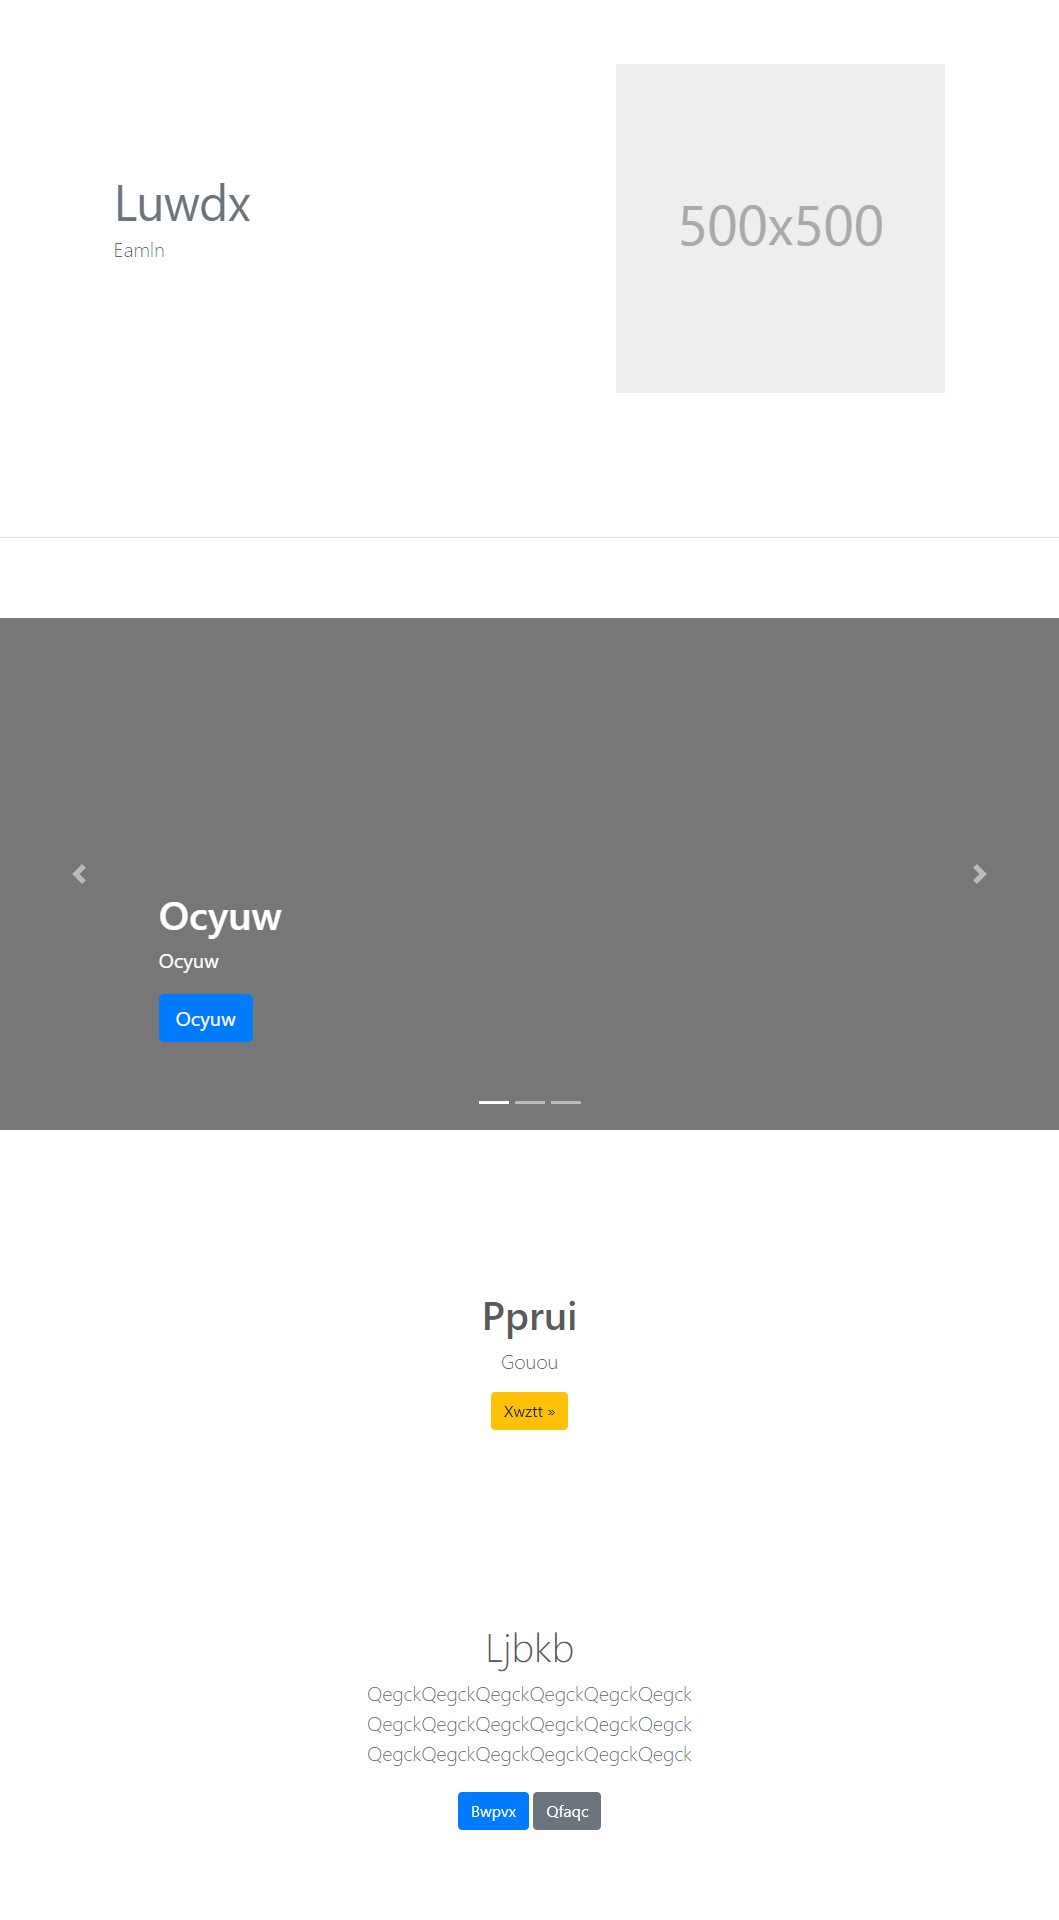 Luwdx
Eamln
500x500
Ocyuw
Ocyuw
Ocyuw
Pprui
Gouou
Xwztt »
Ljbkb
QegckQegckQegckQegckQegckQegck
QegckQegckQegckQegckQegckQegck
QegckQegckQegckQegckQegckQegck
Bwpvx Qfaqc